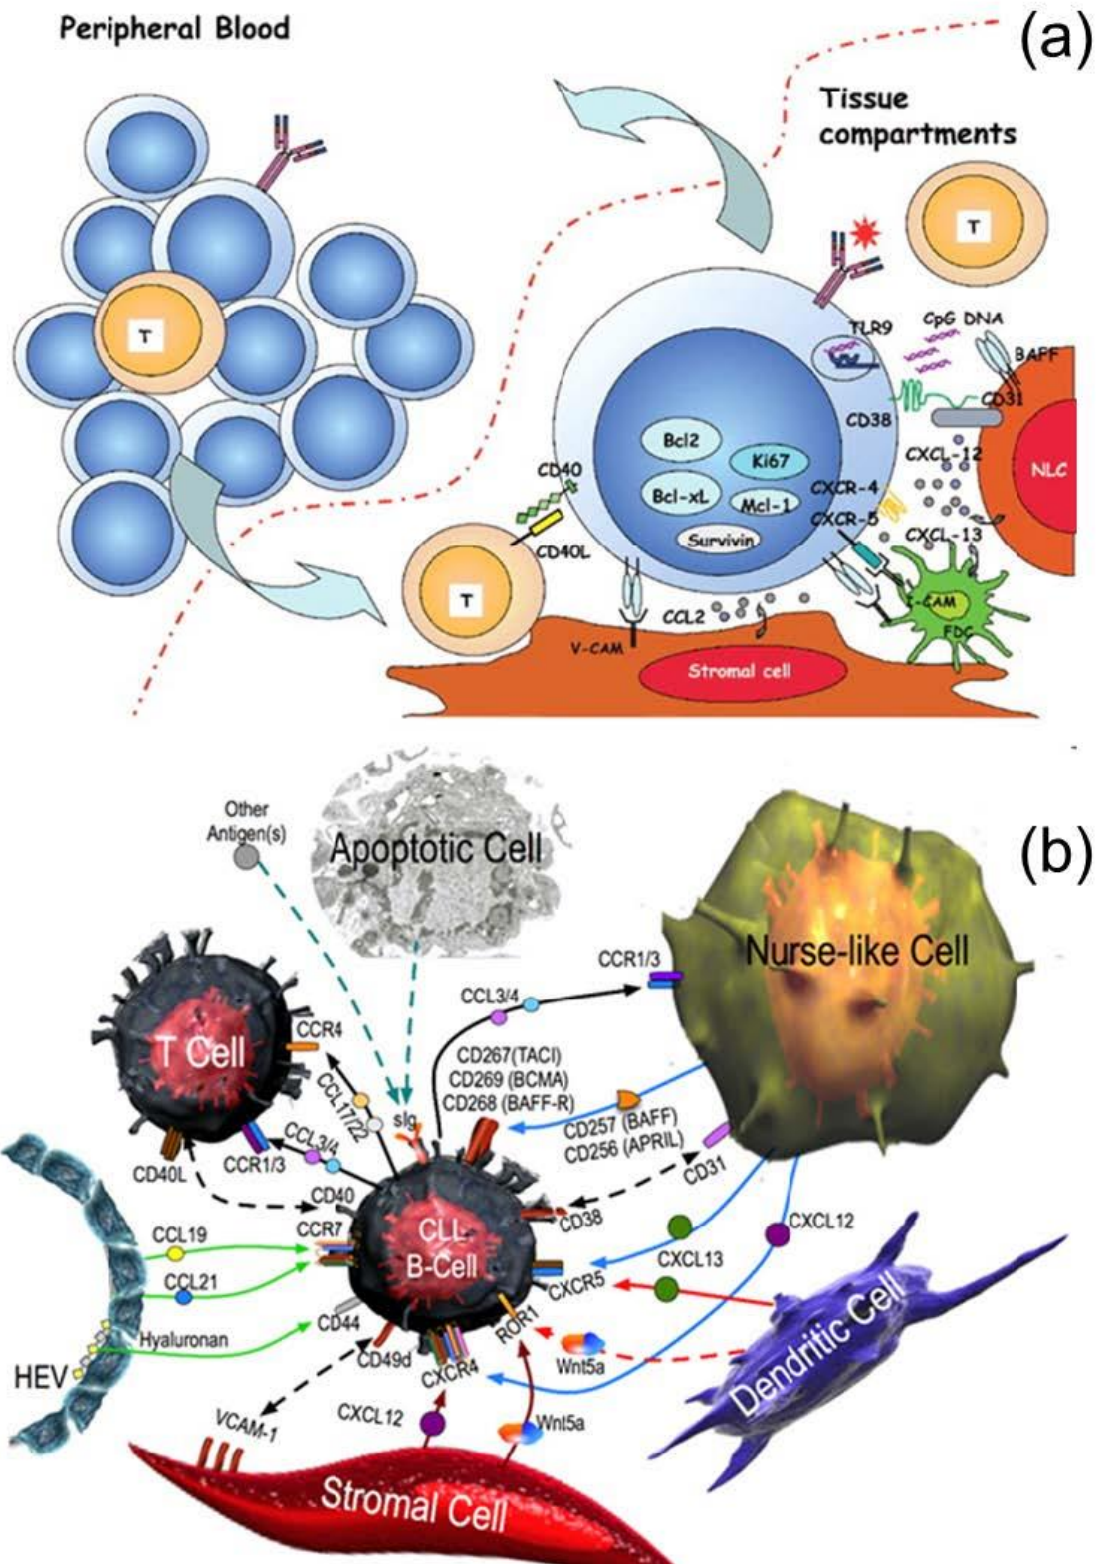 Peripheral Blood
(a)
Tissue
compartments
T
T
TLR9
CpG DNA
BAFF
CD38
CD31
Bcl2
Ki67
CXCL-12
NLC
CD40
Bcl-xL
Mcl-1
CXCR-4
CXCR-5
CXCL-13
Survivin
CD40L
T
CCL2
I-CAM
FDC
V-CAM
Stromal cell
Other
Antigen(s)
Apoptotic Cell
(b)
Nurse-like Cell
CCR1/3
CCL3/4
T Cell
CCR4
CCL17/22
CD267(TACI)
CD269 (BCMA)
CD268 (BAFF-R)
sIg
CD257 (BAFF)
CD256 (APRIL)
CCL3/4
CD40L
CCR1/3
CD31
CD40
CD38
CCR7
CLL
B-Cell
CCL19
CCL21
CXCL12
CXCL13
CXCR5
Hyaluronan
CD44
ROR1
CD49d
CXCR4
Wnt5a
HEV
Dendritic Cell
VCAM-1
CXCL12
Wnt5a
Stromal Cell